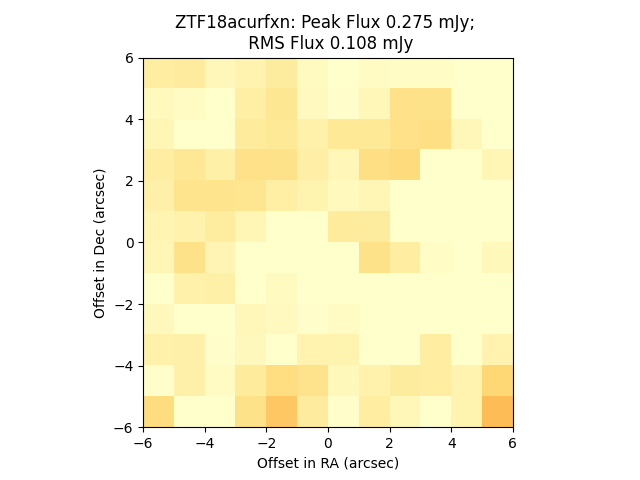 ZTF18acurfxn: Peak Flux 0.275 mJy;
RMS Flux 0.108 mJy
6
4
2
0
−2
−4
−6
Offset in Dec (arcsec)
−6 −4 −2 0 2 4 6
Offset in RA (arcsec)